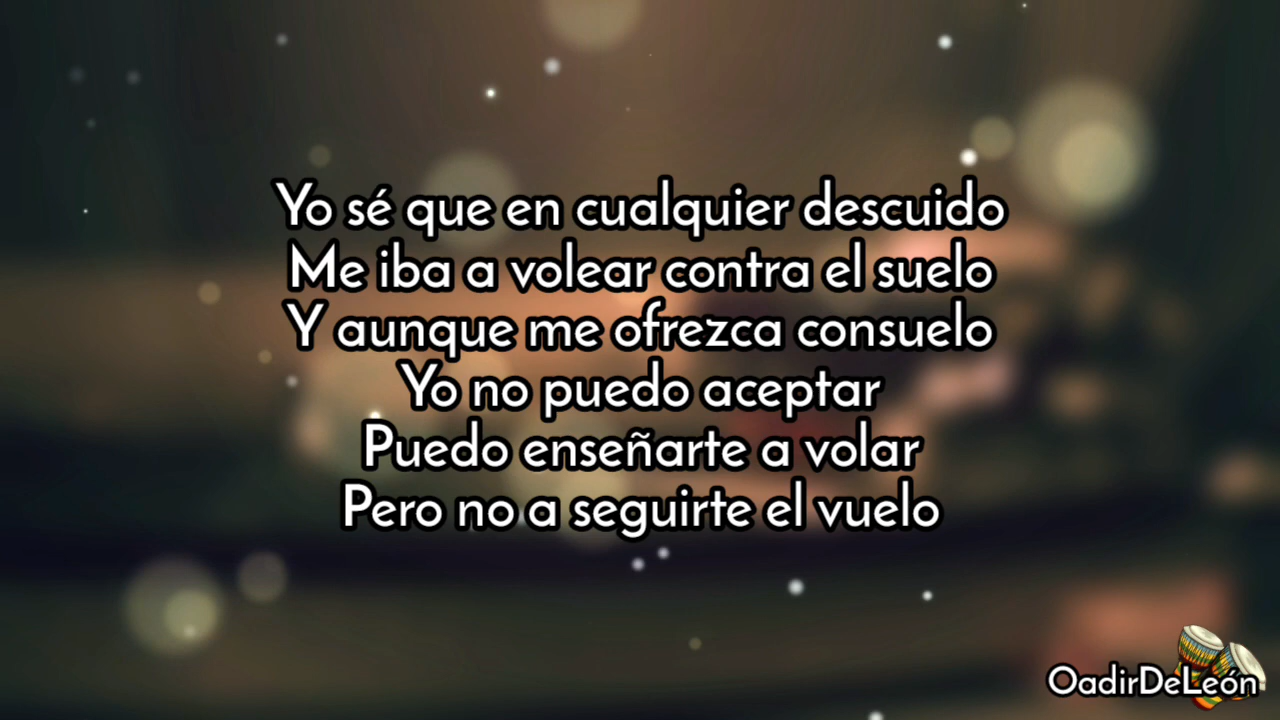 Yo sé que en cualquier descuido
Me iba a volear contra el suelo
Y aunque me ofrezca consuelo
Yo no puedo aceptar
Puedo enseñarte a volar
Pero no a seguirte el vuelo
OadirDeLeón